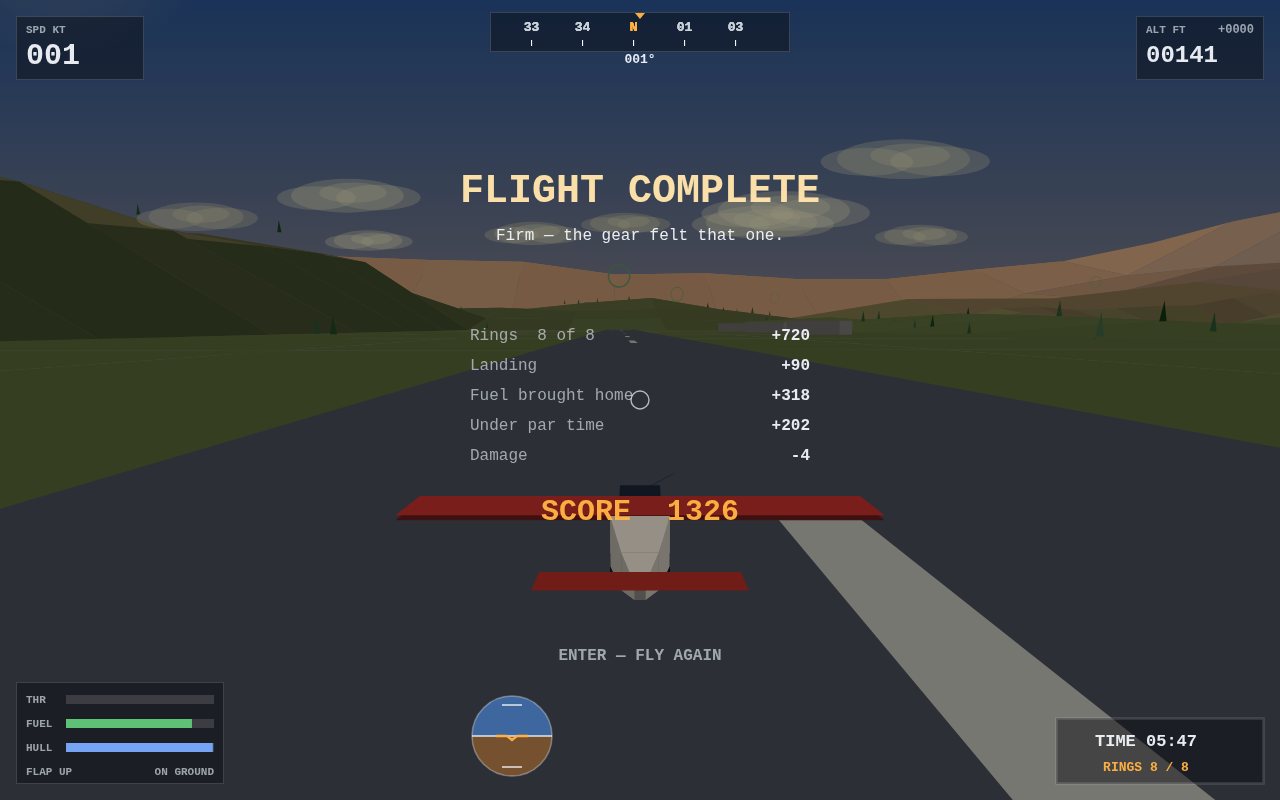 SPD KT
001
33 34 N 01 03
001°
ALT FT +0000
00141
FLIGHT COMPLETE
Firm — the gear felt that one.
Rings 8 of 8 +720
Landing +90
Fuel brought home +318
Under par time +202
Damage -4
SCORE 1326
ENTER — FLY AGAIN
THR
FUEL
HULL
FLAP UP ON GROUND
TIME 05:47
RINGS 8 / 8